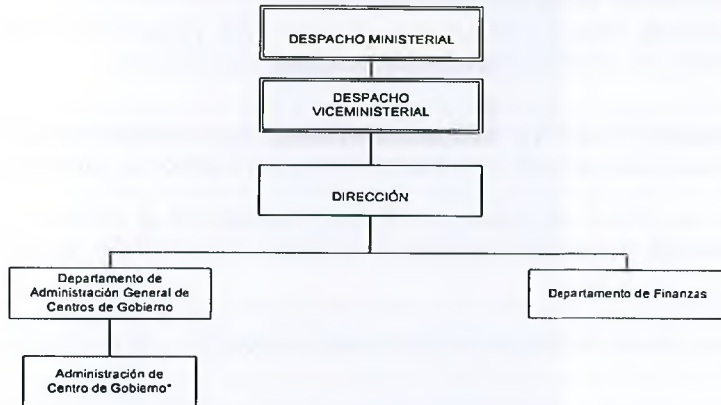 DESPACHO MINISTERIAL
DESPACHO
VICEMINISTERIAL
DIRECCIÓN
Departamento de
Administración General de
Centros de Gobierno
Departamento de Finanzas
Administración de
Centro de Gobierno*